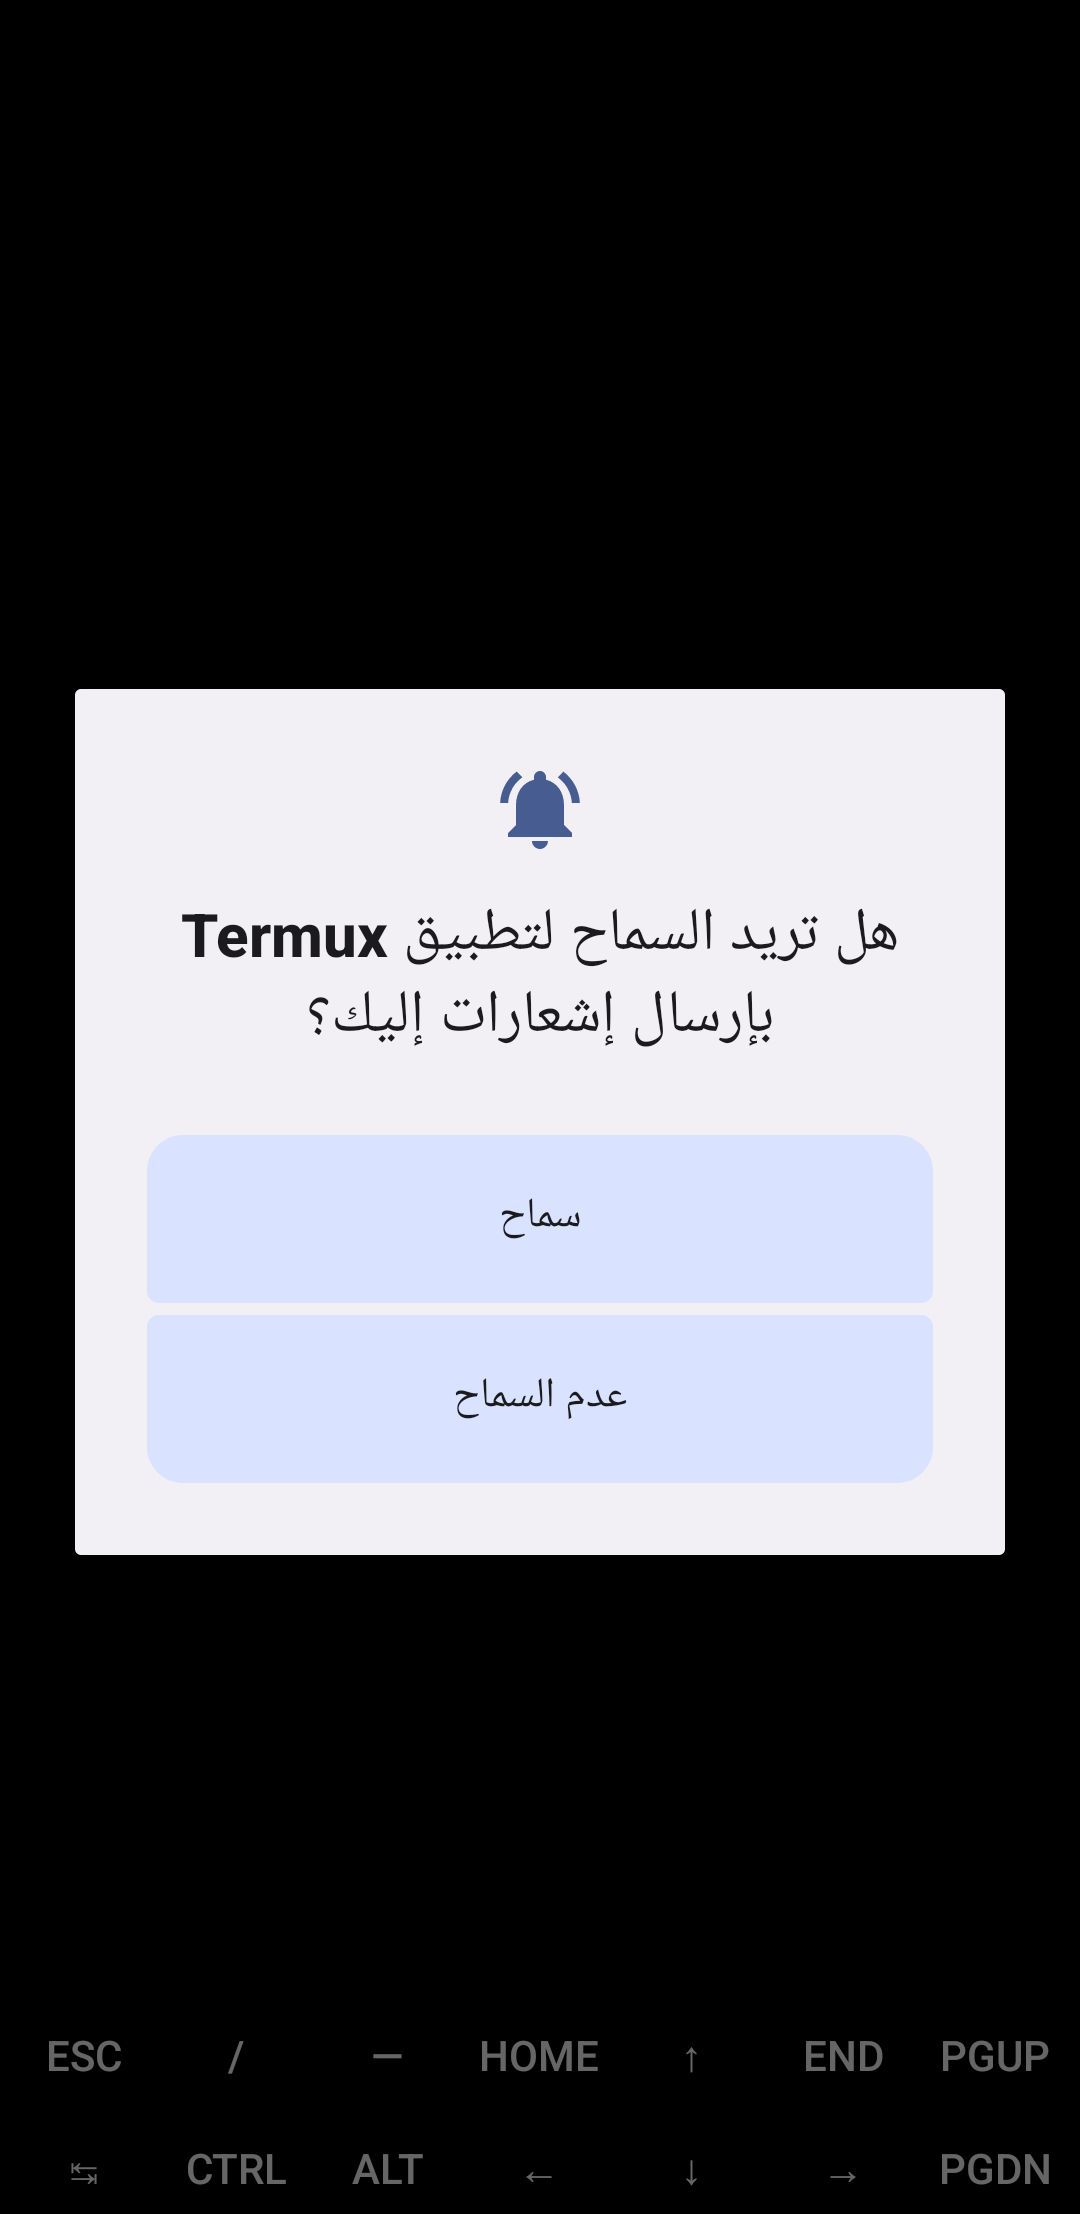 هل تريد السماح لتطبيق Termux
بإرسال إشعارات إليك؟
سماح
عدم السماح
ESC / — HOME ↑ END PGUP
↹ CTRL ALT ← ↓ → PGDN